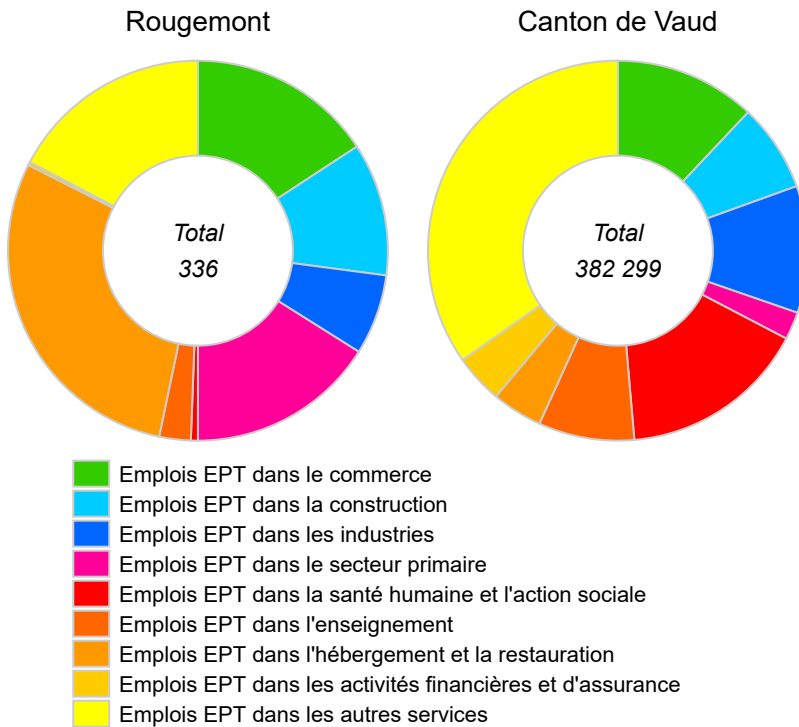 Rougemont
Canton de Vaud
Total
336
Total
382 299
Emplois EPT dans le commerce
Emplois EPT dans la construction
Emplois EPT dans les industries
Emplois EPT dans le secteur primaire
Emplois EPT dans la santé humaine et l'action sociale
Emplois EPT dans l'enseignement
Emplois EPT dans l'hébergement et la restauration
Emplois EPT dans les activités financières et d'assurance
Emplois EPT dans les autres services